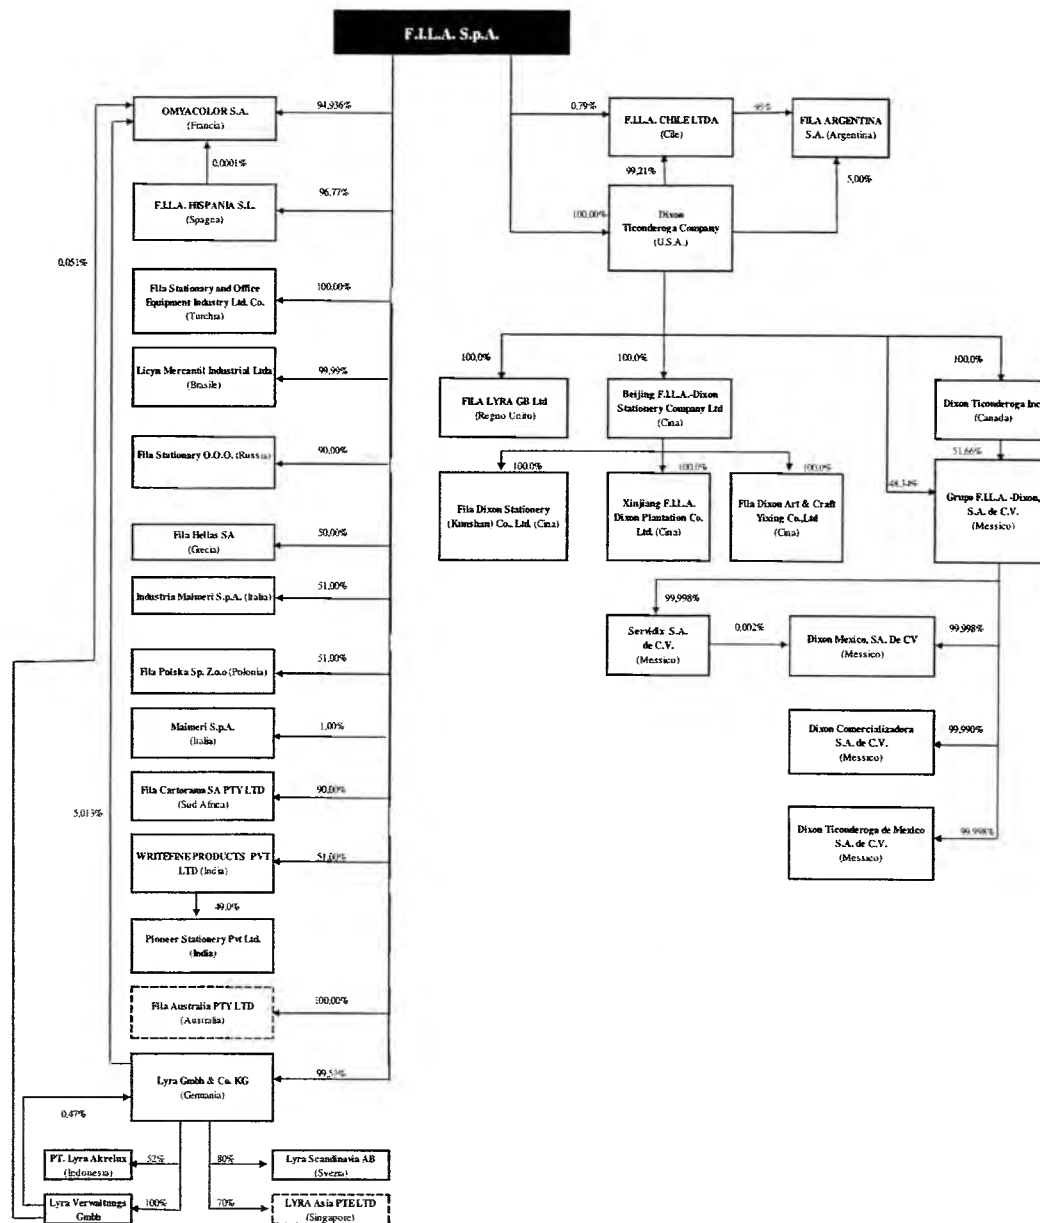 F.I.L.A. S.p.A.
OMYACOLOR S.A.
(Francia)
94,936%
0,0001%
F.I.L.A. HISPANIA S.L.
(Spagna)
96,77%
0,051%
Fila Stationary and Office
Equipment Industry Ltd. Co.
(Turchia)
100,00%
Licyn Mercantil Industrial Ltda
(Brasile)
99,99%
Fila Stationary O.O.O. (Russia)
90,00%
Fila Hellas SA
(Grecia)
50,00%
Industria Maimeri S.p.A. (Italia)
51,00%
Fila Polska Sp. Z.o.o (Polonia)
51,00%
Maimeri S.p.A.
(Italia)
1,00%
Fila Cartorama SA PTY LTD
(Sud Africa)
90,00%
5,013%
WRITEFINE PRODUCTS PVT
LTD (India)
51,00%
49,0%
Pioneer Stationery Pvt Ltd.
(India)
Fila Australia PTY LTD
(Australia)
100,00%
Lyra Gmbh & Co. KG
(Germania)
99,53%
0,47%
PT. Lyra Akrelux
(Indonesia)
52%
80%
Lyra Scandinavia AB
(Svezia)
Lyra Verwaltungs
Gmbh
100%
70%
LYRA Asia PTE LTD
(Singapore)
0,79%
F.I.L.A. CHILE LTDA
(Cile)
95%
FILA ARGENTINA
S.A. (Argentina)
99,21%
5,00%
100,00%
Dixon
Ticonderoga Company
(U.S.A.)
100,0%
100,0%
100,0%
FILA LYRA GB Ltd
(Regno Unito)
Beijing F.I.L.A.-Dixon
Stationery Company Ltd
(Cina)
Dixon Ticonderoga Inc
(Canada)
51,66%
100,0%
100,0%
100,0%
48,34%
Fila Dixon Stationery
(Kunshan) Co., Ltd. (Cina)
Xinjiang F.I.L.A.
Dixon Plantation Co.
Ltd. (Cina)
Fila Dixon Art & Craft
Yixing Co.,Ltd
(Cina)
Grupo F.I.L.A. -Dixon,
S.A. de C.V.
(Messico)
99,998%
Servidix S.A.
de C.V.
(Messico)
0,002%
Dixon Mexico, SA. De CV
(Messico)
99,998%
Dixon Comercializadora
S.A. de C.V.
(Messico)
99,990%
Dixon Ticonderoga de Mexico
S.A. de C.V.
(Messico)
99,998%